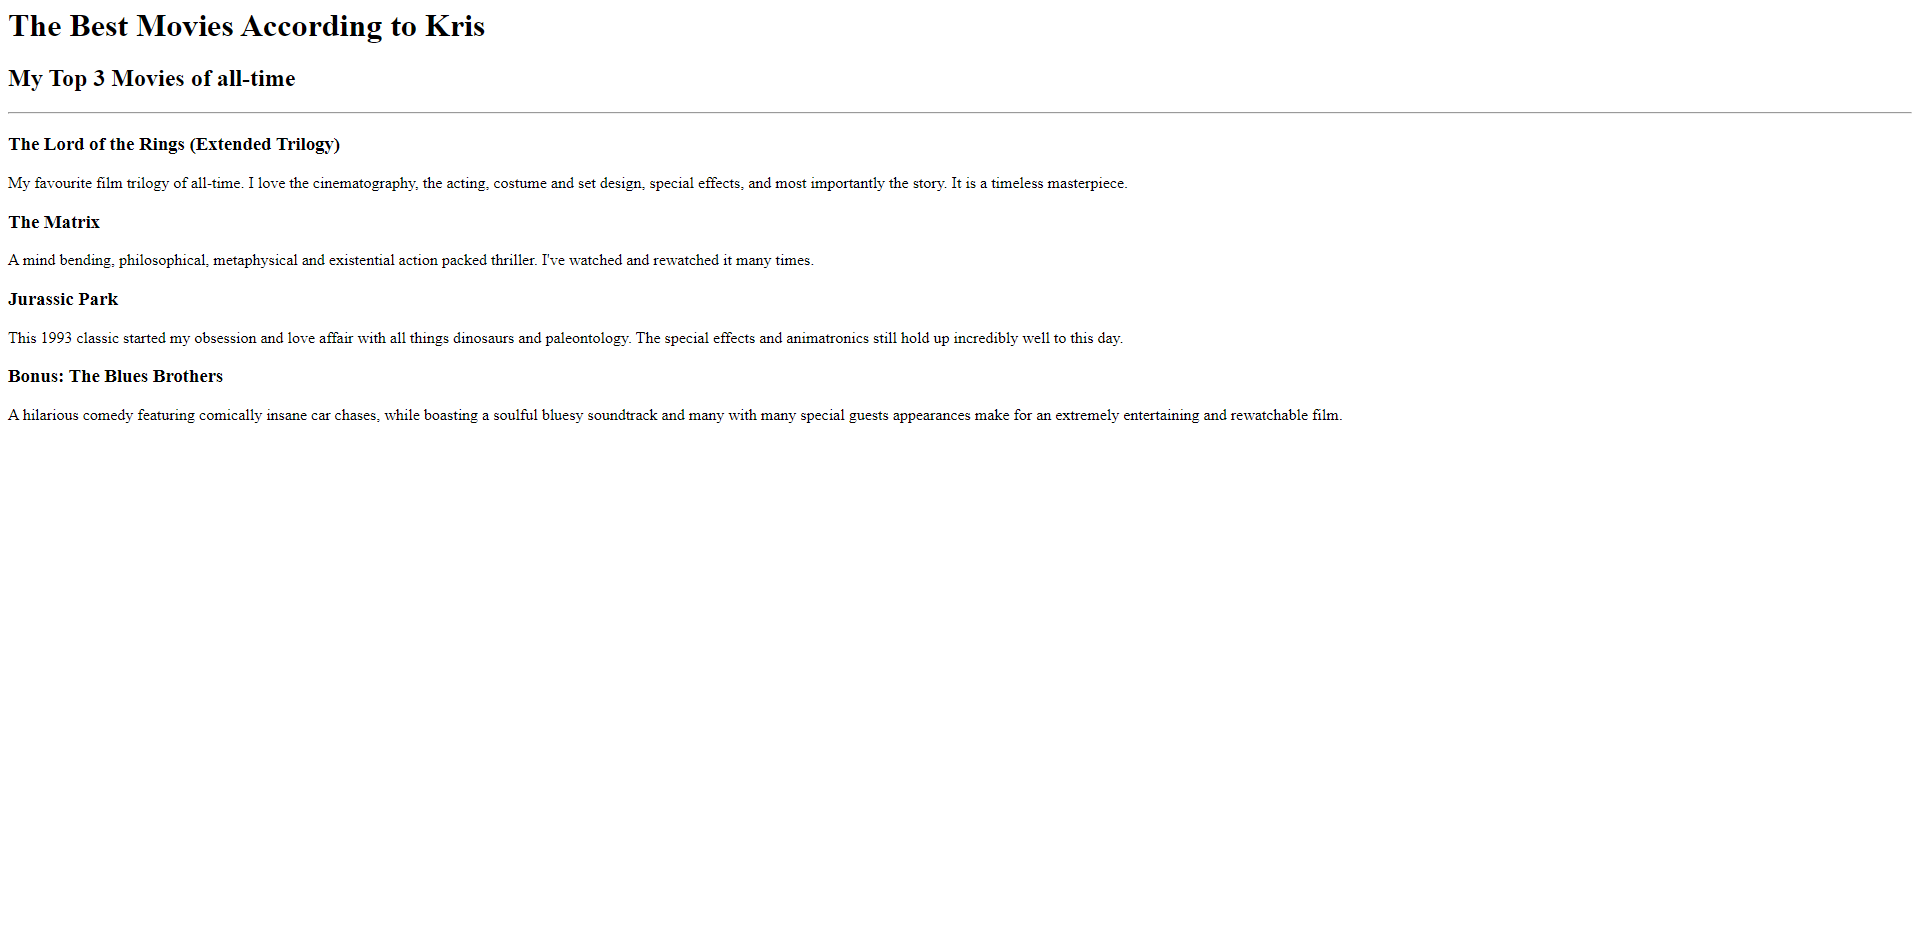 The Best Movies According to Kris
My Top 3 Movies of all-time
The Lord of the Rings (Extended Trilogy)
My favourite film trilogy of all-time. I love the cinematography, the acting, costume and set design, special effects, and most importantly the story. It is a timeless masterpiece.
The Matrix
A mind bending, philosophical, metaphysical and existential action packed thriller. I've watched and rewatched it many times.
Jurassic Park
This 1993 classic started my obsession and love affair with all things dinosaurs and paleontology. The special effects and animatronics still hold up incredibly well to this day.
Bonus: The Blues Brothers
A hilarious comedy featuring comically insane car chases, while boasting a soulful bluesy soundtrack and many with many special guests appearances make for an extremely entertaining and rewatchable film.